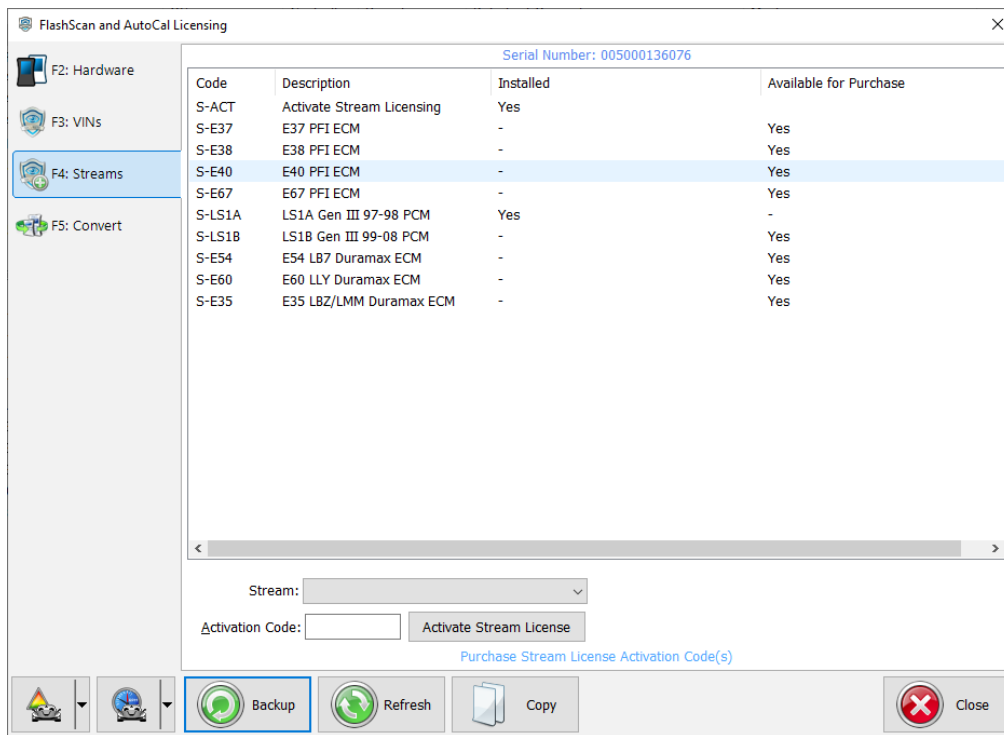 FlashScan and AutoCal Licensing
F2: Hardware
F3: VINs
F4: Streams
F5: Convert
Serial Number: 005000136076
Code Description Installed Available for Purchase
S-ACT Activate Stream Licensing Yes
S-E37 E37 PFI ECM - Yes
S-E38 E38 PFI ECM - Yes
S-E40 E40 PFI ECM - Yes
S-E67 E67 PFI ECM - Yes
S-LS1A LS1A Gen III 97-98 PCM Yes -
S-LS1B LS1B Gen III 99-08 PCM - Yes
S-E54 E54 LB7 Duramax ECM - Yes
S-E60 E60 LLY Duramax ECM - Yes
S-E35 E35 LBZ/LMM Duramax ECM - Yes
Stream:
Activation Code: Activate Stream License
Purchase Stream License Activation Code(s)
Backup Refresh Copy Close